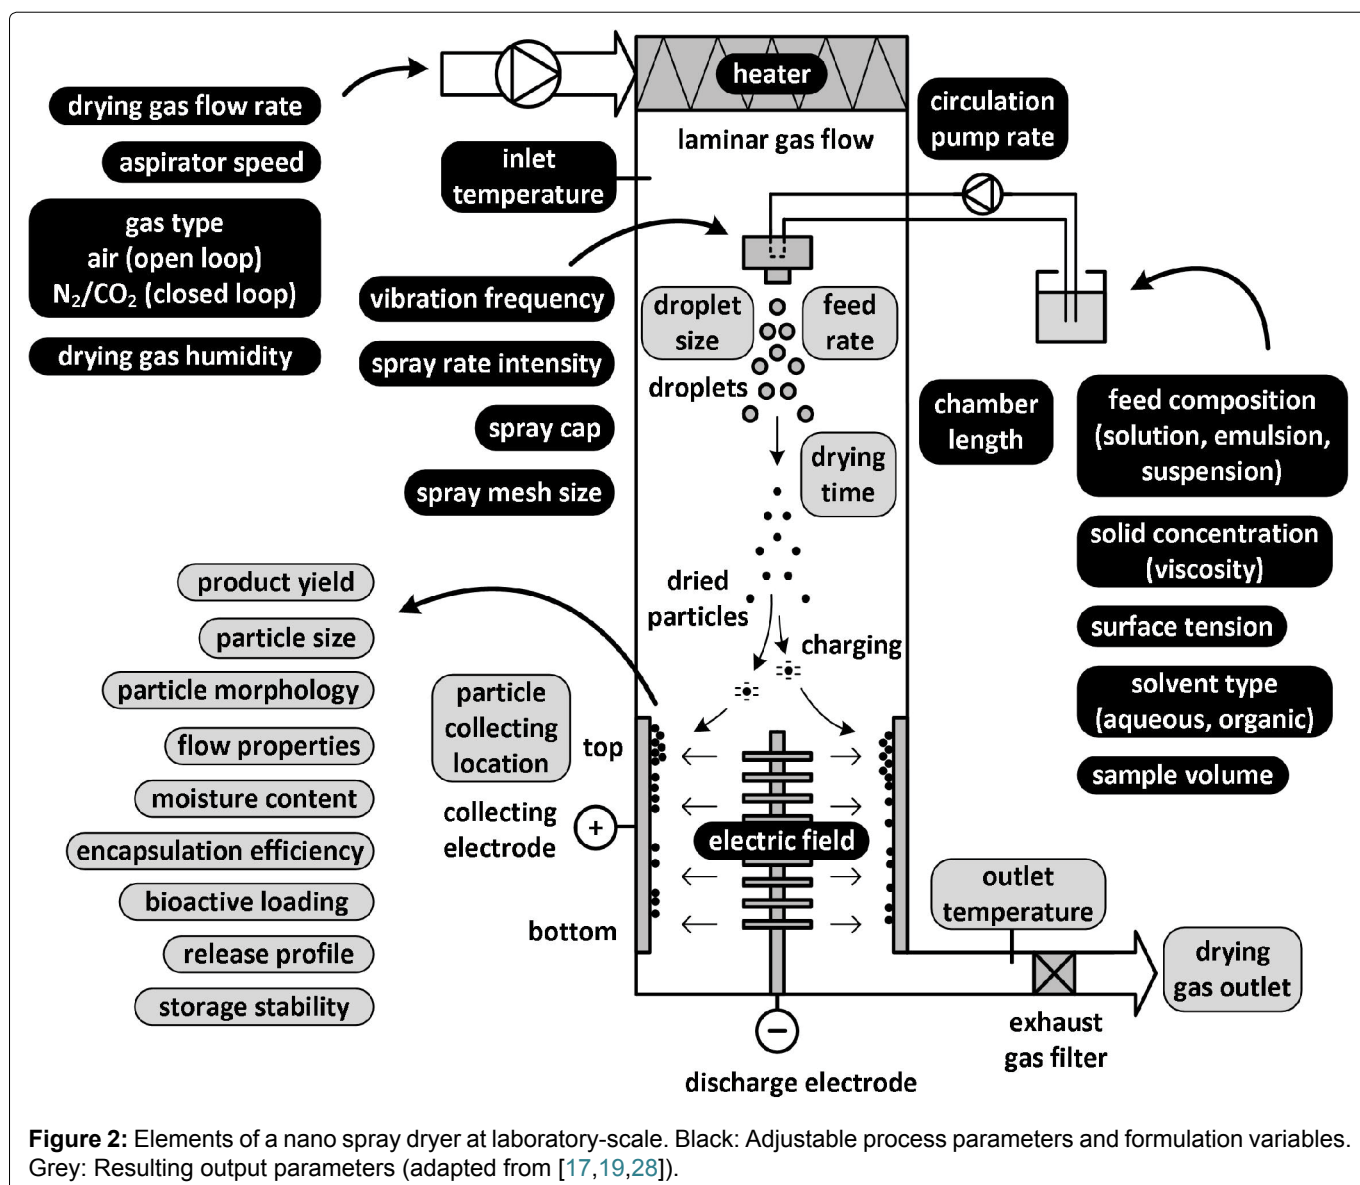 heater
laminar gas flow
drying gas flow rate
aspirator speed
gas type
air (open loop)
N₂/CO₂ (closed loop)
drying gas humidity
inlet
temperature
circulation
pump rate
vibration frequency
spray rate intensity
spray cap
spray mesh size
droplet
size
feed
rate
droplets
drying
time
chamber
length
feed composition
(solution, emulsion,
suspension)
solid concentration
(viscosity)
surface tension
solvent type
(aqueous, organic)
sample volume
dried
particles
charging
product yield
particle size
particle morphology
flow properties
moisture content
encapsulation efficiency
bioactive loading
release profile
storage stability
particle
collecting
location
top
collecting
electrode
+
electric field
bottom
outlet
temperature
drying
gas outlet
exhaust
gas filter
−
discharge electrode
Figure 2: Elements of a nano spray dryer at laboratory-scale. Black: Adjustable process parameters and formulation variables.
Grey: Resulting output parameters (adapted from [17,19,28]).